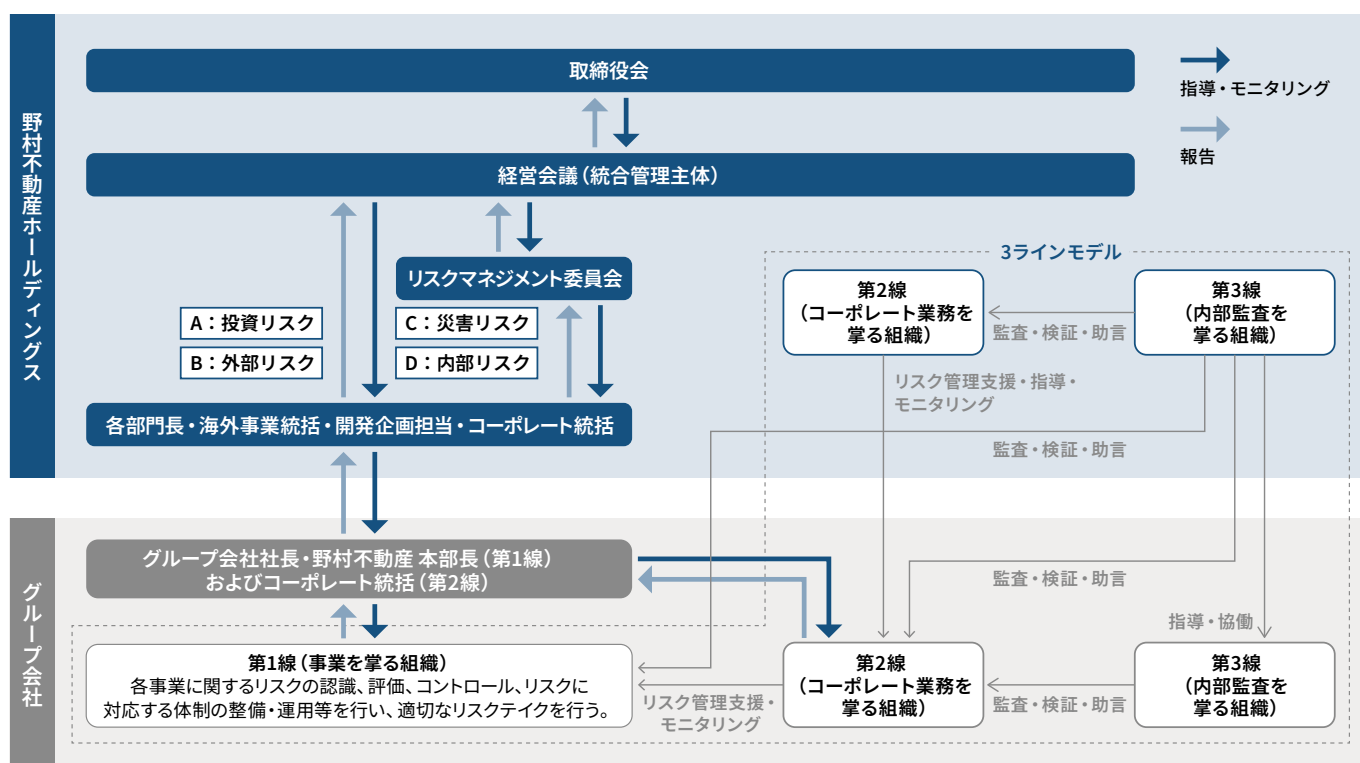 野村不動産ホールディングス
取締役会
指導・モニタリング
報告
経営会議（統合管理主体）
リスクマネジメント委員会
A：投資リスク
B：外部リスク
C：災害リスク
D：内部リスク
各部門長・海外事業統括・開発企画担当・コーポレート統括
3ラインモデル
第2線
（コーポレート業務を
掌る組織）
監査・検証・助言
第3線
（内部監査を
掌る組織）
リスク管理支援・指導・
モニタリング
監査・検証・助言
グループ会社
グループ会社社長・野村不動産 本部長（第1線）
およびコーポレート統括（第2線）
監査・検証・助言
指導・協働
第1線（事業を掌る組織）
各事業に関するリスクの認識、評価、コントロール、リスクに
対応する体制の整備・運用等を行い、適切なリスクテイクを行う。
リスク管理支援・
モニタリング
第2線
（コーポレート業務を
掌る組織）
監査・検証・助言
第3線
（内部監査を
掌る組織）